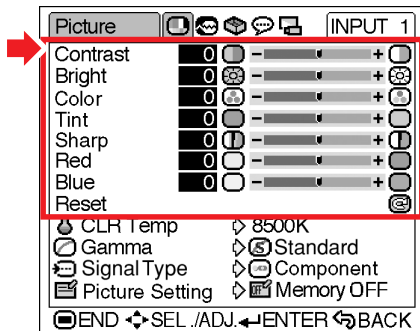 Picture INPUT 1
Contrast 0 - +
Bright 0 - +
Color 0 - +
Tint 0 - +
Sharp 0 - +
Red 0 - +
Blue 0 - +
Reset
CLR Temp 8500K
Gamma Standard
Signal Type Component
Picture Setting Memory OFF
END SEL./ADJ. ENTER BACK